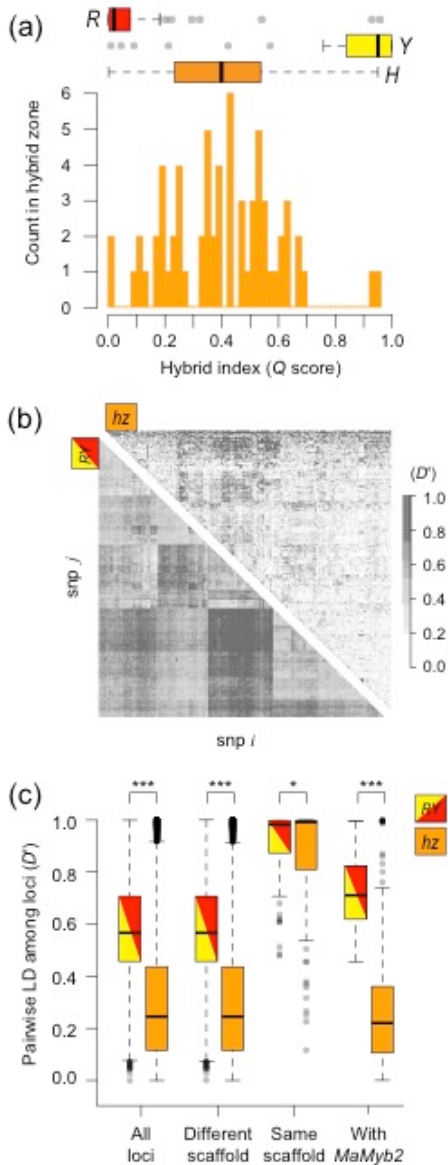 (a)
R
Y
H
6
5
4
3
2
1
0
Count in hybrid zone
0.0 0.2 0.4 0.6 0.8 1.0
Hybrid index (Q score)
(b)
hz
RY
(D')
1.0
0.8
0.6
0.4
0.2
0.0
snp j
snp i
(c)
*** *** * ***
RY
hz
1.0
0.8
0.6
0.4
0.2
0.0
Pairwise LD among loci (D')
All loci
Different scaffold
Same scaffold
With MaMyb2